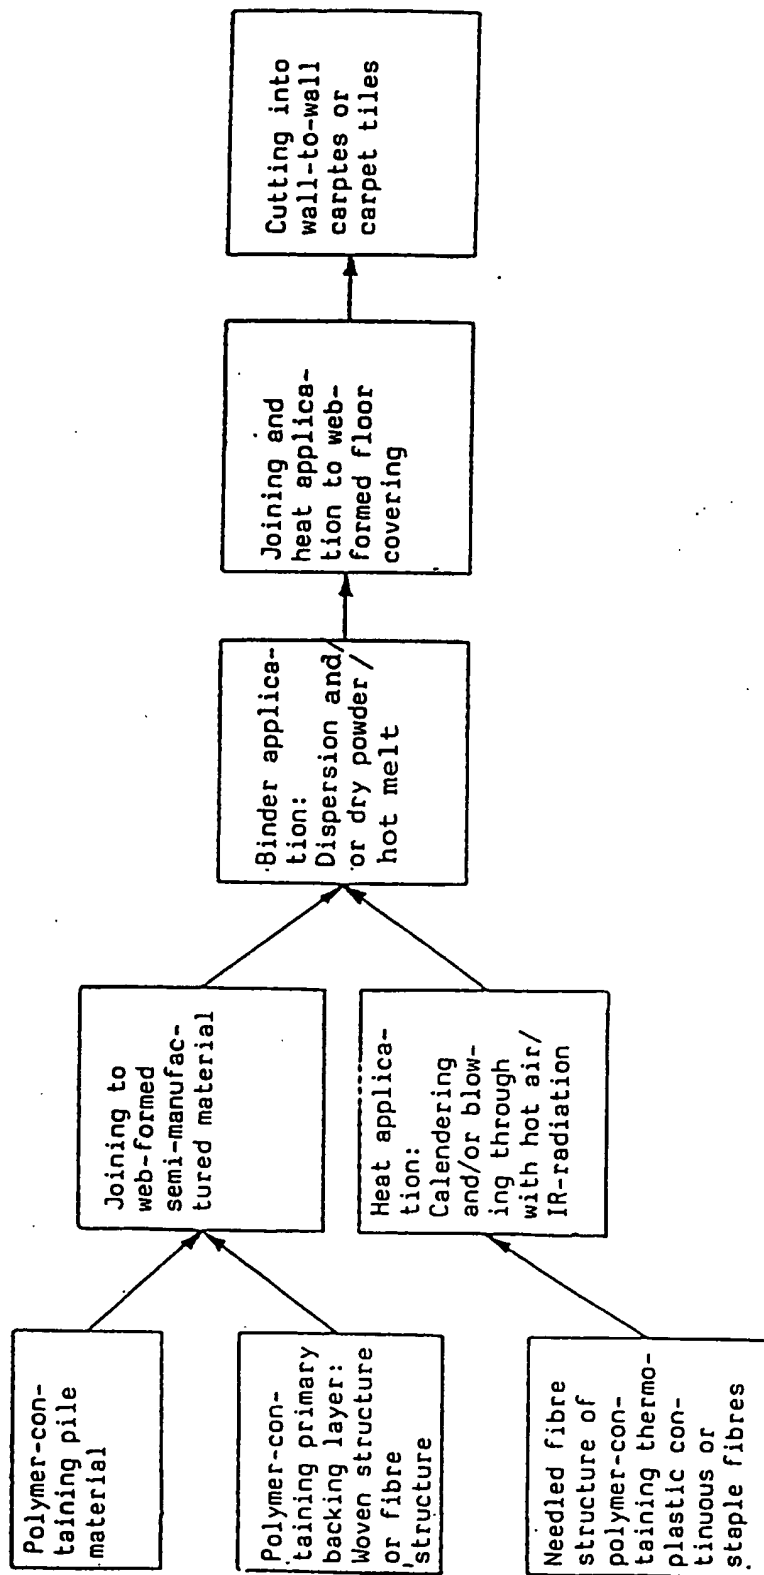 Polymer-con-
taining pile
material
Polymer-con-
taining primary
backing layer:
Woven structure
or fibre
structure
Needled fibre
structure of
polymer-con-
taining thermo-
plastic con-
tinuous or
staple fibres
Joining to
web-formed
semi-manufac-
tured material
Heat applica-
tion:
Calendering
and/or blow-
ing through
with hot air/
IR-radiation
Binder applica-
tion:
Dispersion and/
or dry powder/
hot melt
Joining and
heat applica-
tion to web-
formed floor
covering
Cutting into
wall-to-wall
carptes or
carpet tiles